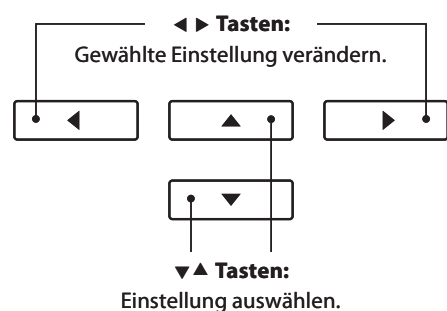 ◀ ▶ Tasten:
Gewählte Einstellung verändern.
▼▲ Tasten:
Einstellung auswählen.